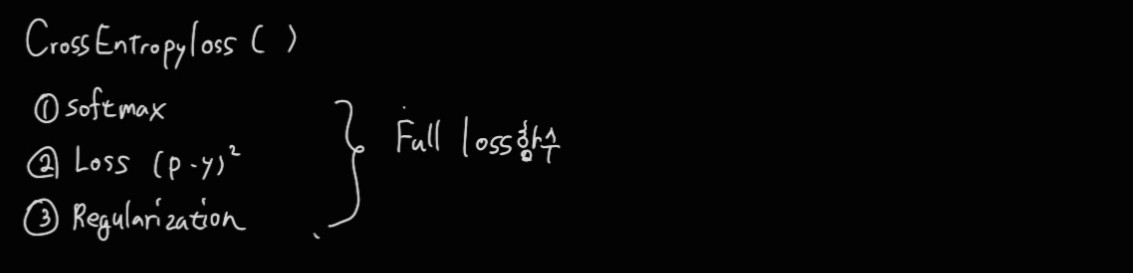 CrossEntropyloss ( )
① softmax
② Loss (p-y)²
③ Regularization
Full loss함수